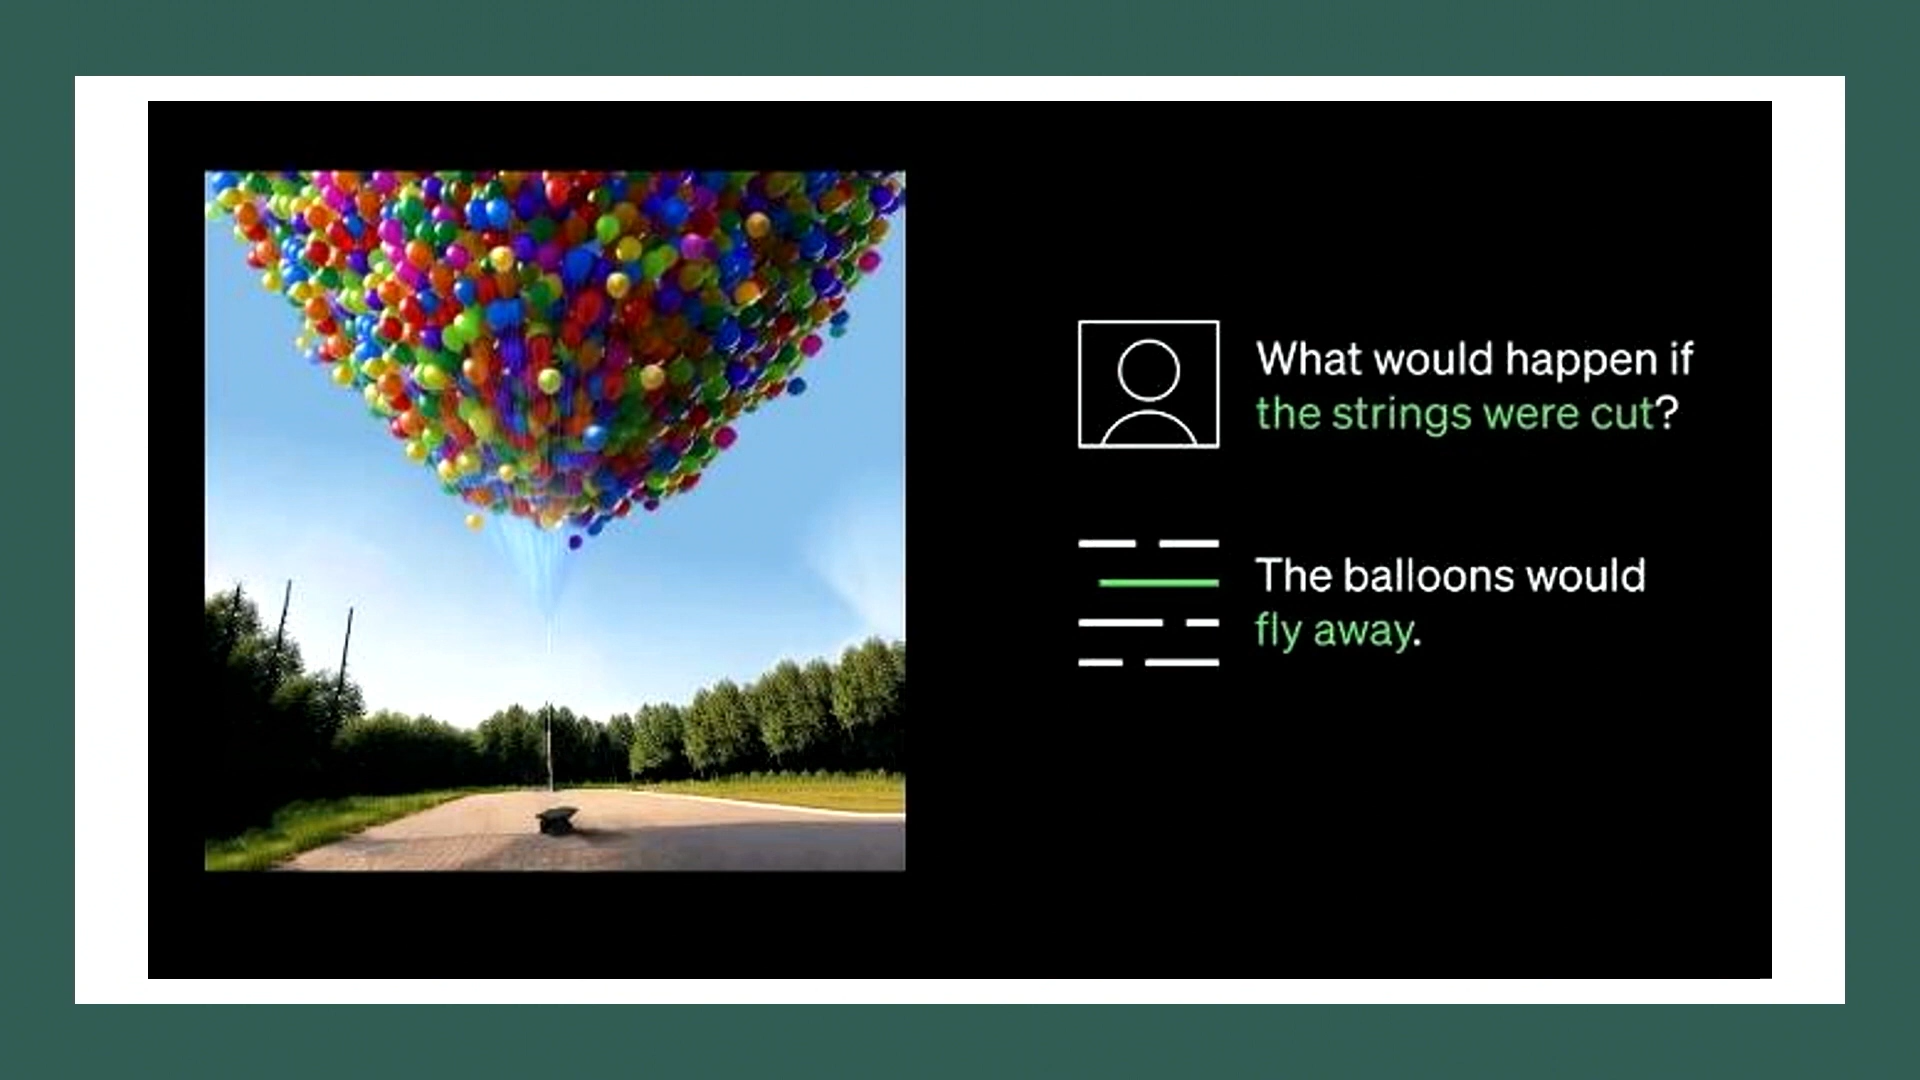 What would happen if
the strings were cut?
The balloons would
fly away.